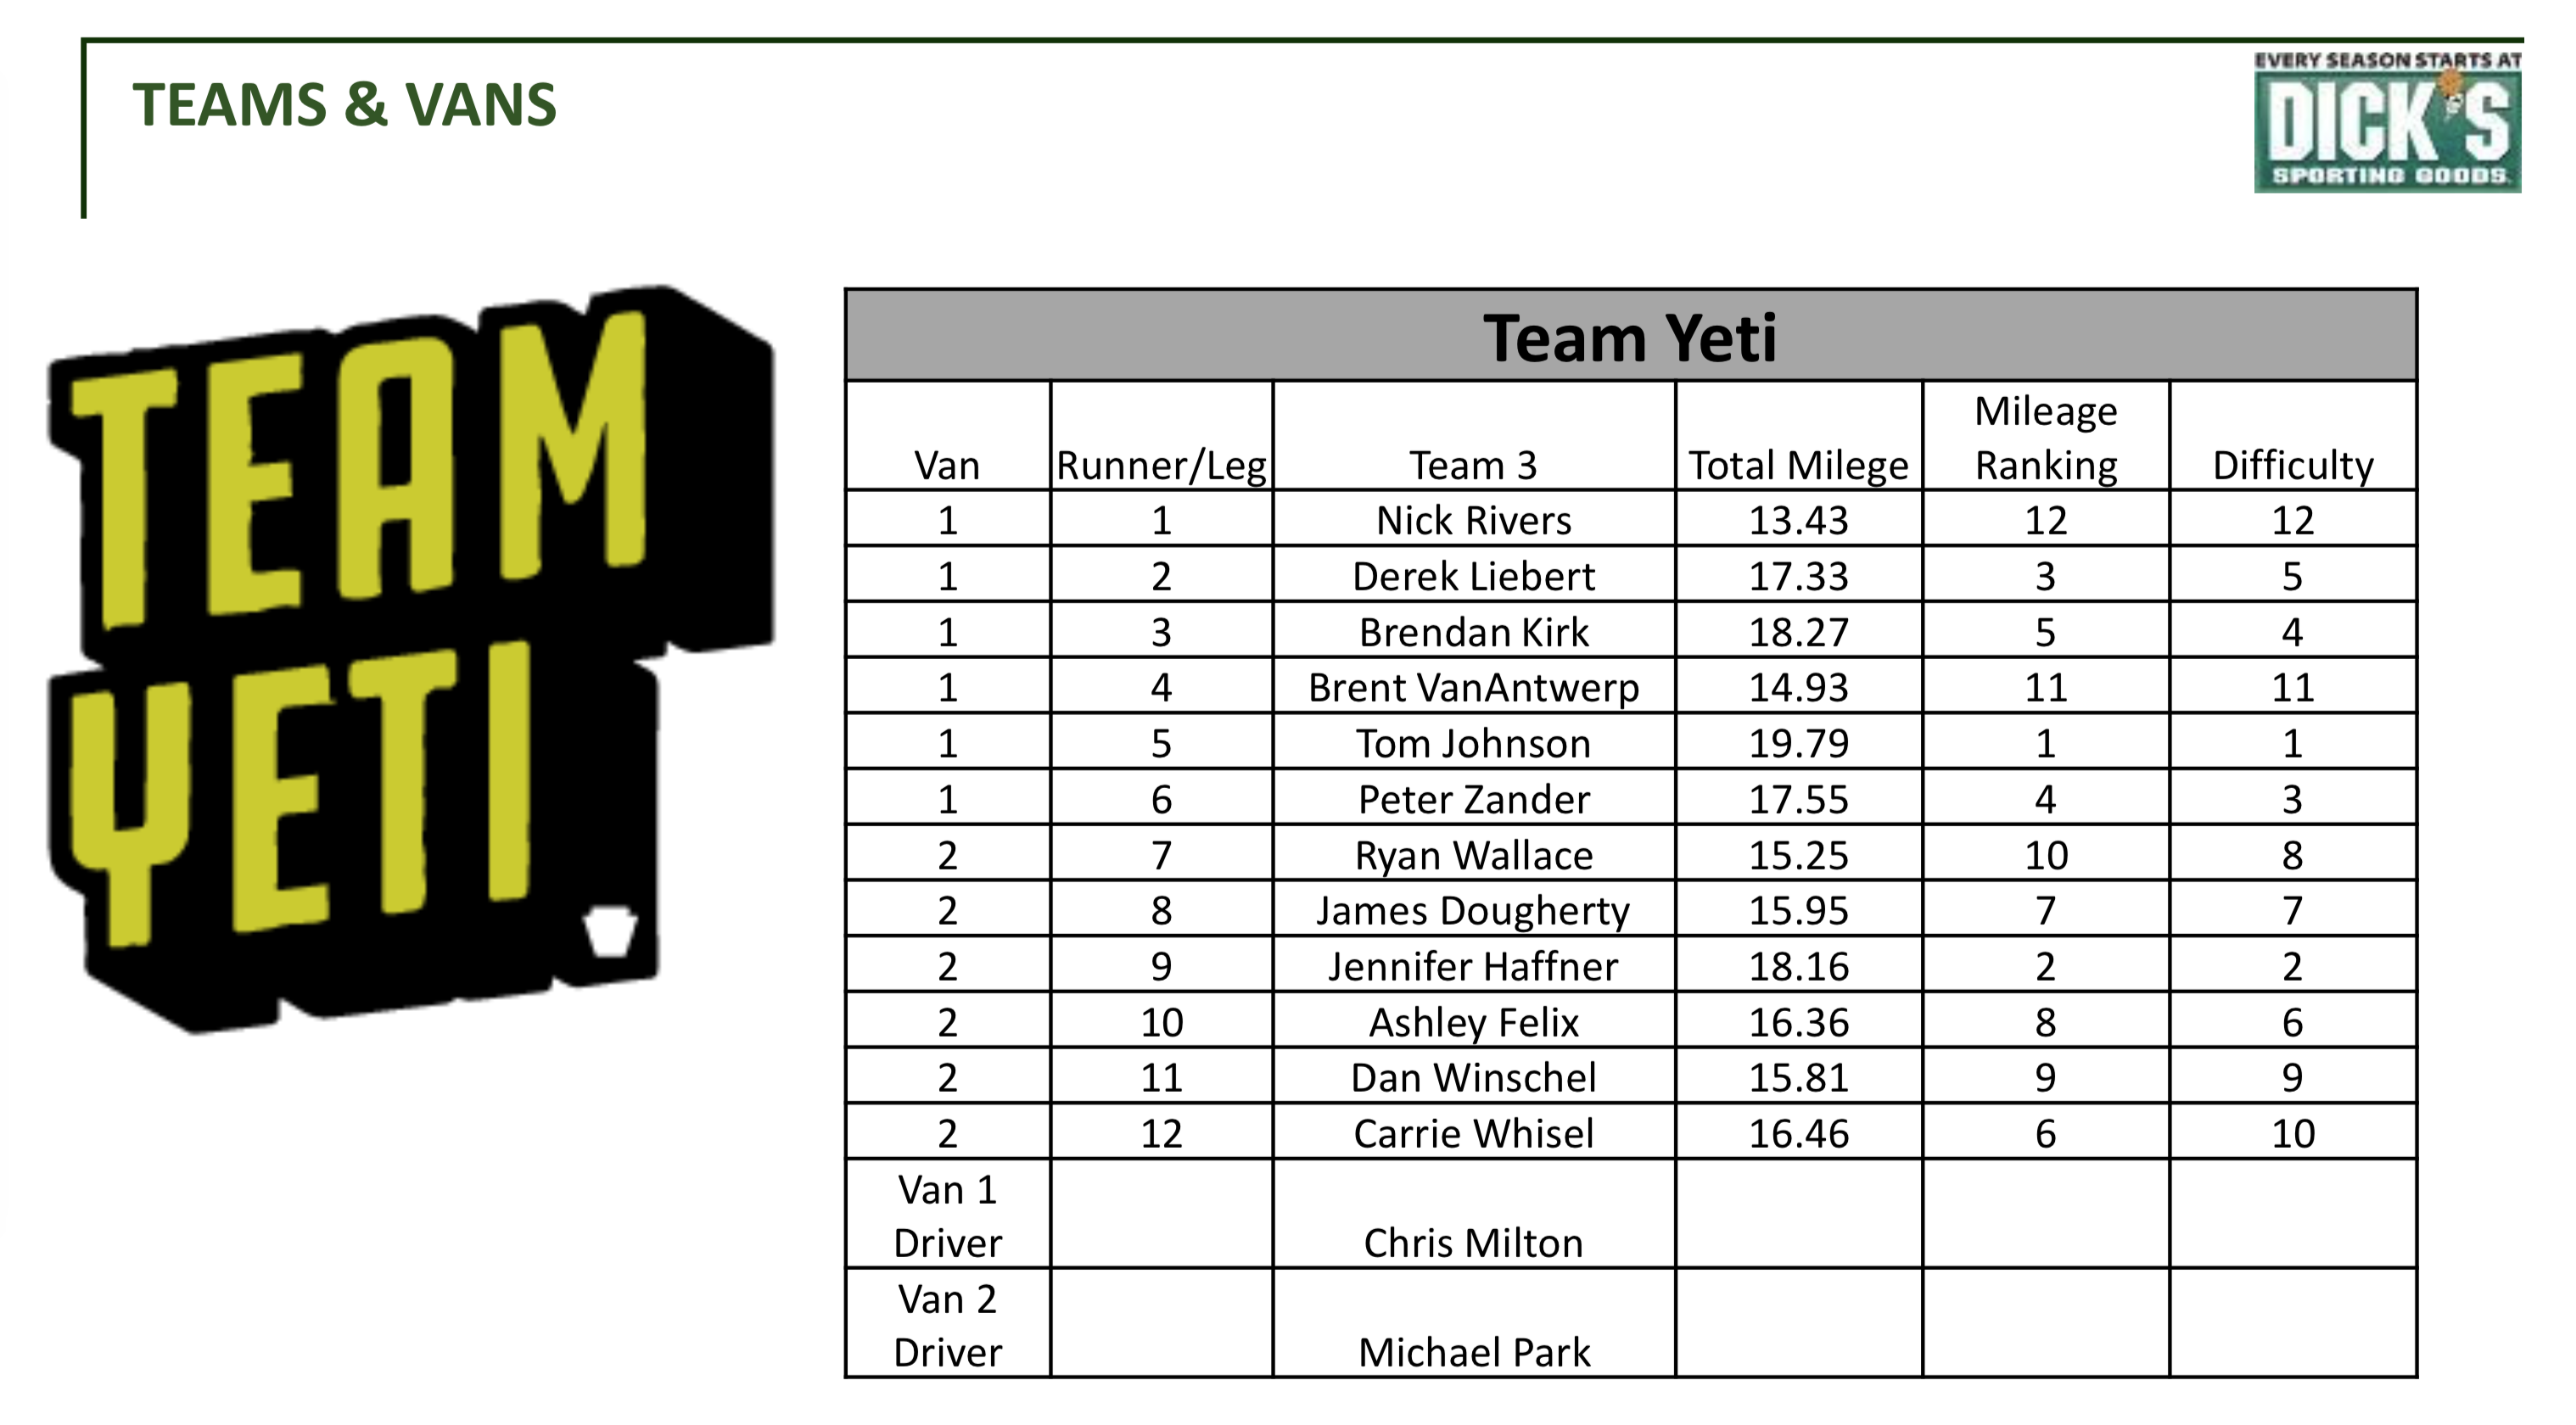 TEAMS & VANS
EVERY SEASON STARTS AT
DICK'S
SPORTING GOODS
TEAM
YETI
Team Yeti
Van Runner/Leg Team 3 Total Milege Mileage Ranking Difficulty
1 1 Nick Rivers 13.43 12 12
1 2 Derek Liebert 17.33 3 5
1 3 Brendan Kirk 18.27 5 4
1 4 Brent VanAntwerp 14.93 11 11
1 5 Tom Johnson 19.79 1 1
1 6 Peter Zander 17.55 4 3
2 7 Ryan Wallace 15.25 10 8
2 8 James Dougherty 15.95 7 7
2 9 Jennifer Haffner 18.16 2 2
2 10 Ashley Felix 16.36 8 6
2 11 Dan Winschel 15.81 9 9
2 12 Carrie Whisel 16.46 6 10
Van 1
Driver Chris Milton
Van 2
Driver Michael Park